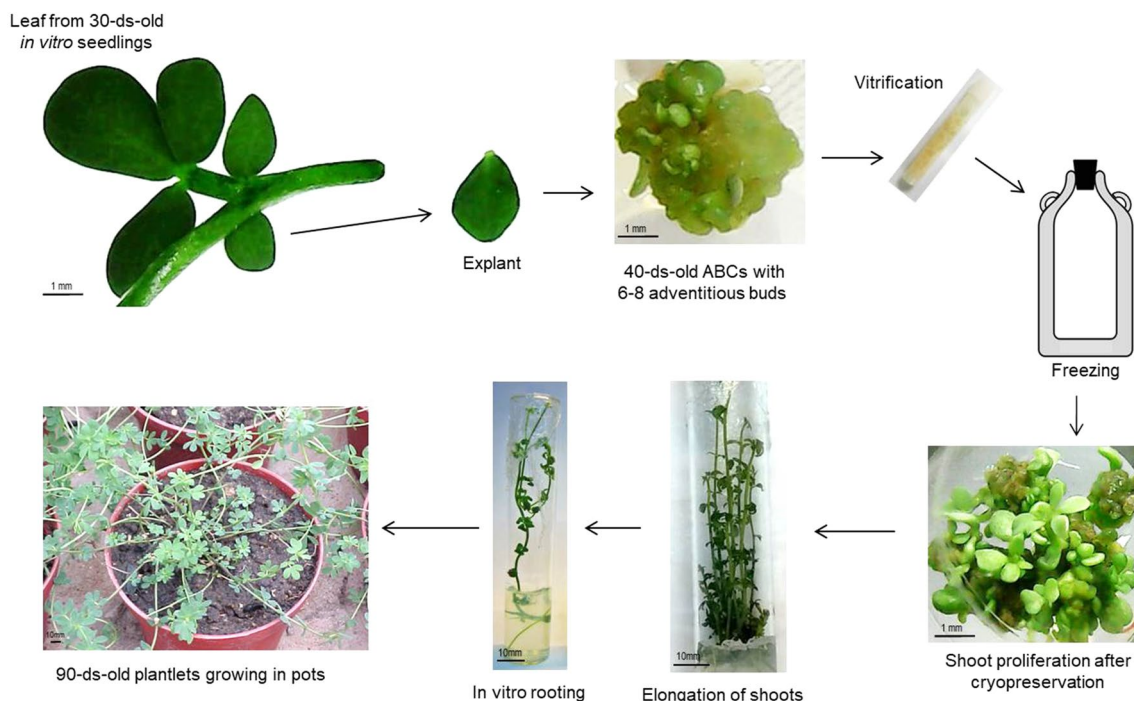 Leaf from 30-ds-old
in vitro seedlings
1 mm
Explant
1 mm
40-ds-old ABCs with
6-8 adventitious buds
Vitrification
Freezing
1 mm
Shoot proliferation after
cryopreservation
10mm
Elongation of shoots
10mm
In vitro rooting
10mm
90-ds-old plantlets growing in pots